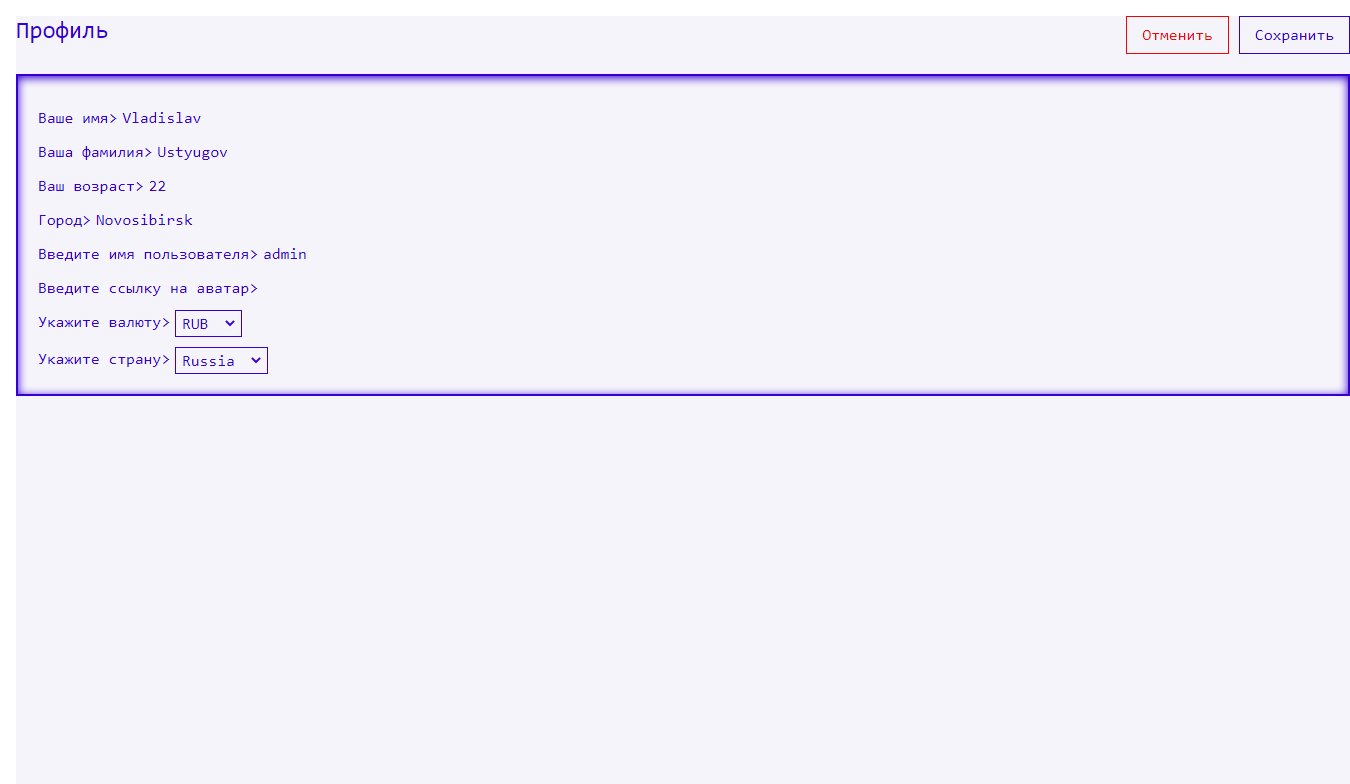 Профиль
Отменить Сохранить
Ваше имя> Vladislav
Ваша фамилия> Ustyugov
Ваш возраст> 22
Город> Novosibirsk
Введите имя пользователя> admin
Введите ссылку на аватар>
Укажите валюту> RUB
Укажите страну> Russia